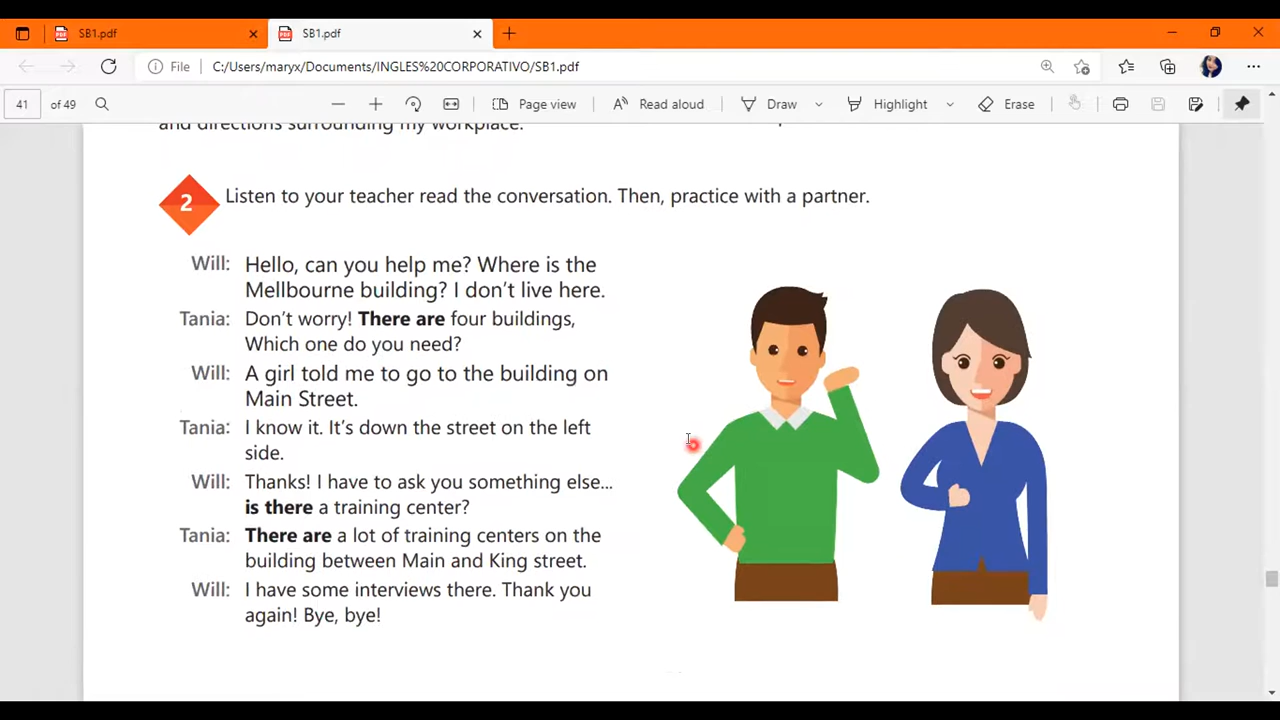 SB1.pdf
SB1.pdf
File C:/Users/maryx/Documents/INGLES%20CORPORATIVO/SB1.pdf
41 of 49 Page view Read aloud Draw Highlight Erase
and directions surrounding my workplace.
2 Listen to your teacher read the conversation. Then, practice with a partner.
Will: Hello, can you help me? Where is the
Mellbourne building? I don't live here.
Tania: Don't worry! There are four buildings,
Which one do you need?
Will: A girl told me to go to the building on
Main Street.
Tania: I know it. It's down the street on the left
side.
Will: Thanks! I have to ask you something else...
is there a training center?
Tania: There are a lot of training centers on the
building between Main and King street.
Will: I have some interviews there. Thank you
again! Bye, bye!